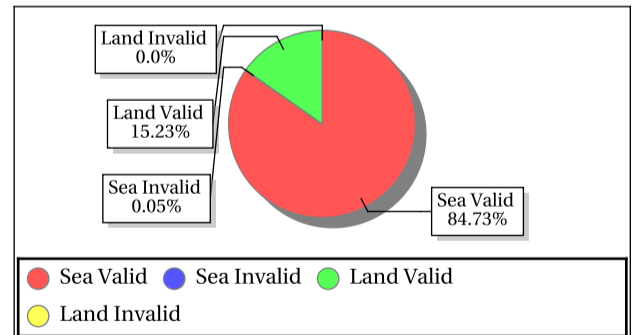 Land Invalid
0.0%
Land Valid
15.23%
Sea Invalid
0.05%
Sea Valid
84.73%
Sea Valid Sea Invalid Land Valid
Land Invalid